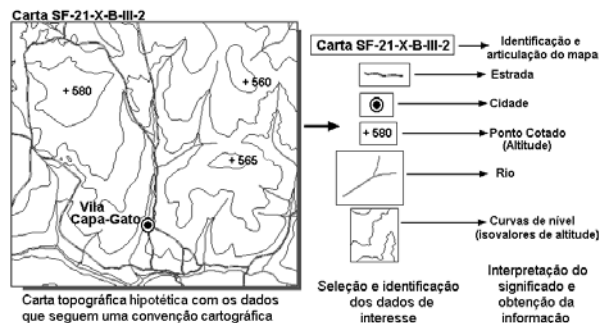 Carta SF-21-X-B-III-2
+ 580
+ 560
+ 565
Vila
Capa-Gato
Carta topográfica hipotética com os dados
que seguem uma convenção cartográfica
Carta SF-21-X-B-III-2
Identificação e
articulação do mapa
Estrada
Cidade
+ 580
Ponto Cotado
(Altitude)
Rio
Curvas de nível
(isovalores de altitude)
Seleção e identificação
dos dados de
interesse
Interpretação do
significado e
obtenção da
informação